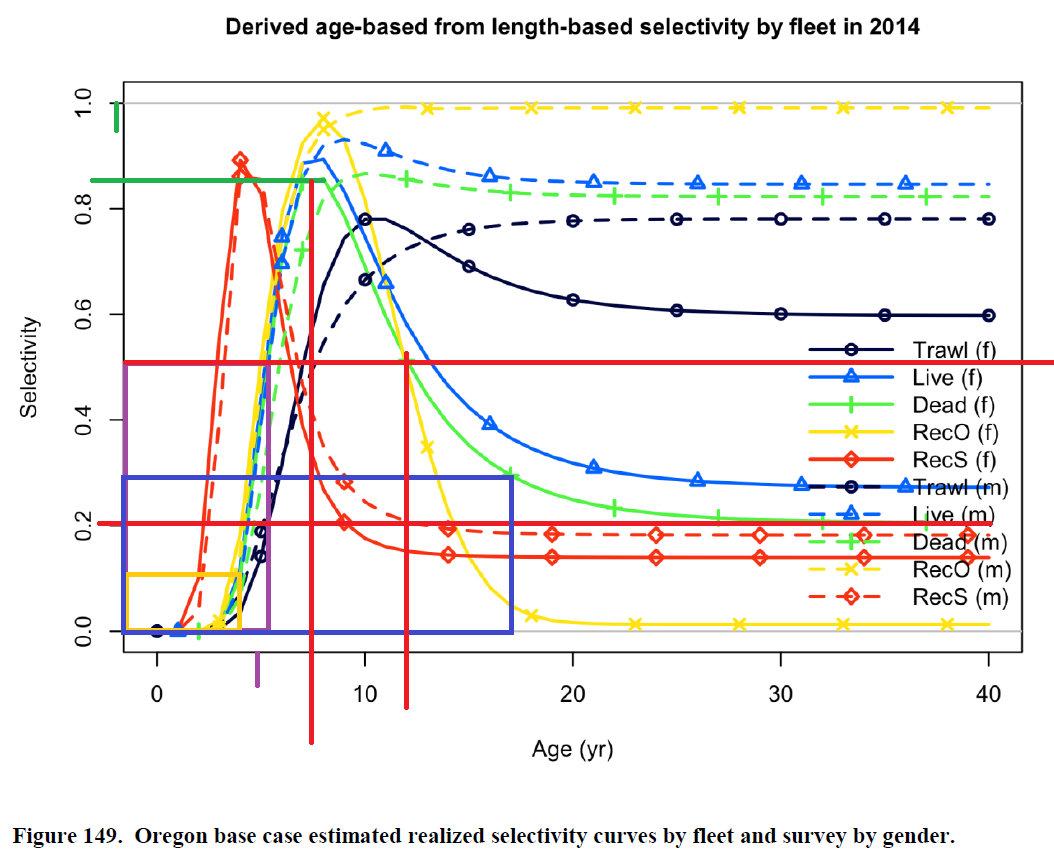 Derived age-based from length-based selectivity by fleet in 2014
1.0
0.8
0.6
0.4
0.2
0.0
Selectivity
Trawl (f)
Live (f)
Dead (f)
RecO (f)
RecS (f)
Trawl (m)
Live (m)
Dead (m)
RecO (m)
RecS (m)
0 10 20 30 40
Age (yr)
Figure 149. Oregon base case estimated realized selectivity curves by fleet and survey by gender.